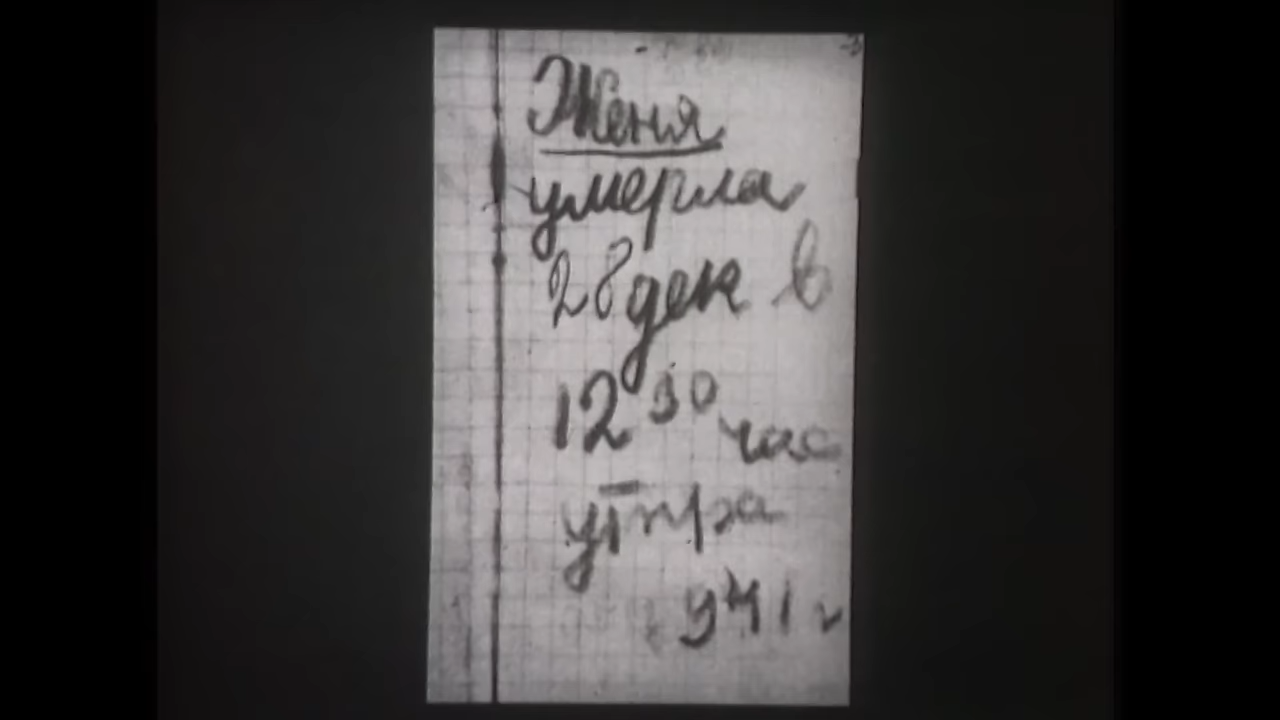 Женя
умерла
28 дек в
12 30 час
утра
1941 г